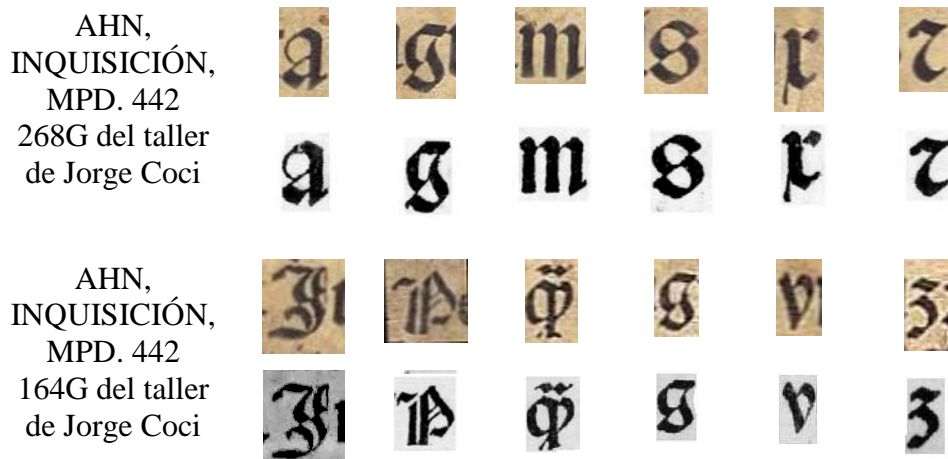 AHN,
INQUISICIÓN,
MPD. 442
268G del taller
de Jorge Coci
a g m s
a g m s
AHN,
INQUISICIÓN,
MPD. 442
164G del taller
de Jorge Coci
P g v z
P g v z